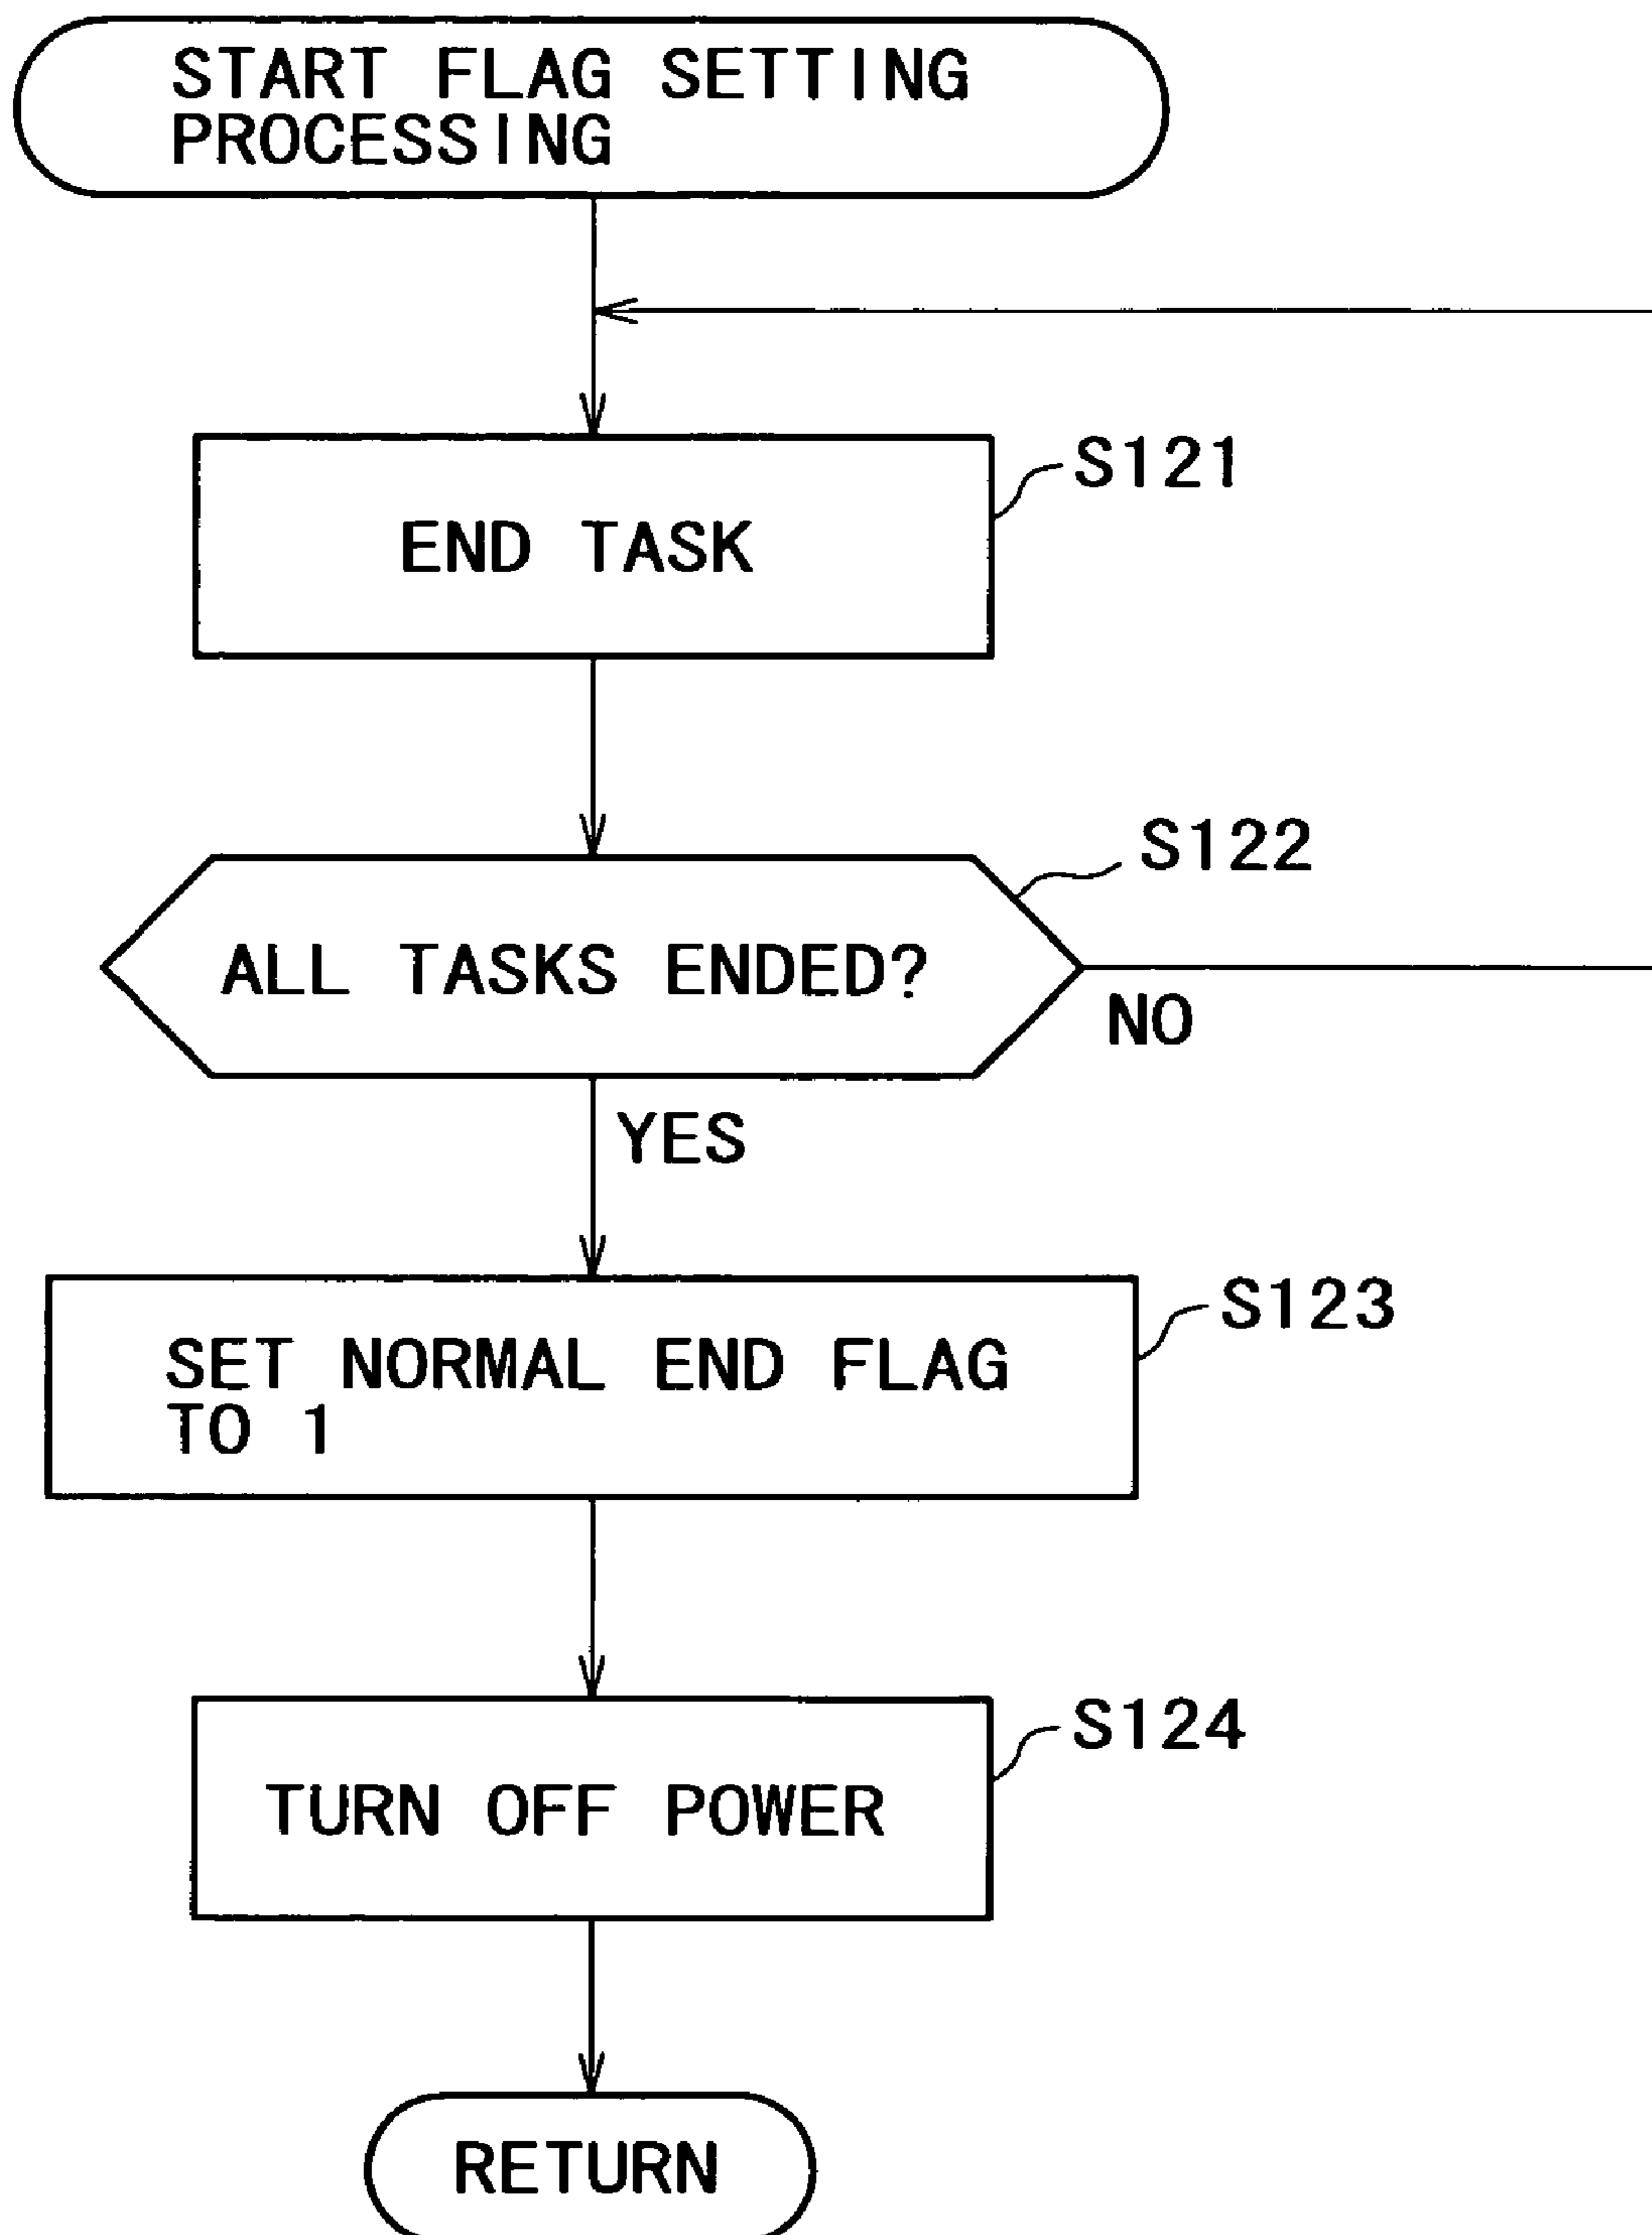 START FLAG SETTING
PROCESSING
S121
END TASK
S122
ALL TASKS ENDED?
NO
YES
S123
SET NORMAL END FLAG
TO 1
S124
TURN OFF POWER
RETURN